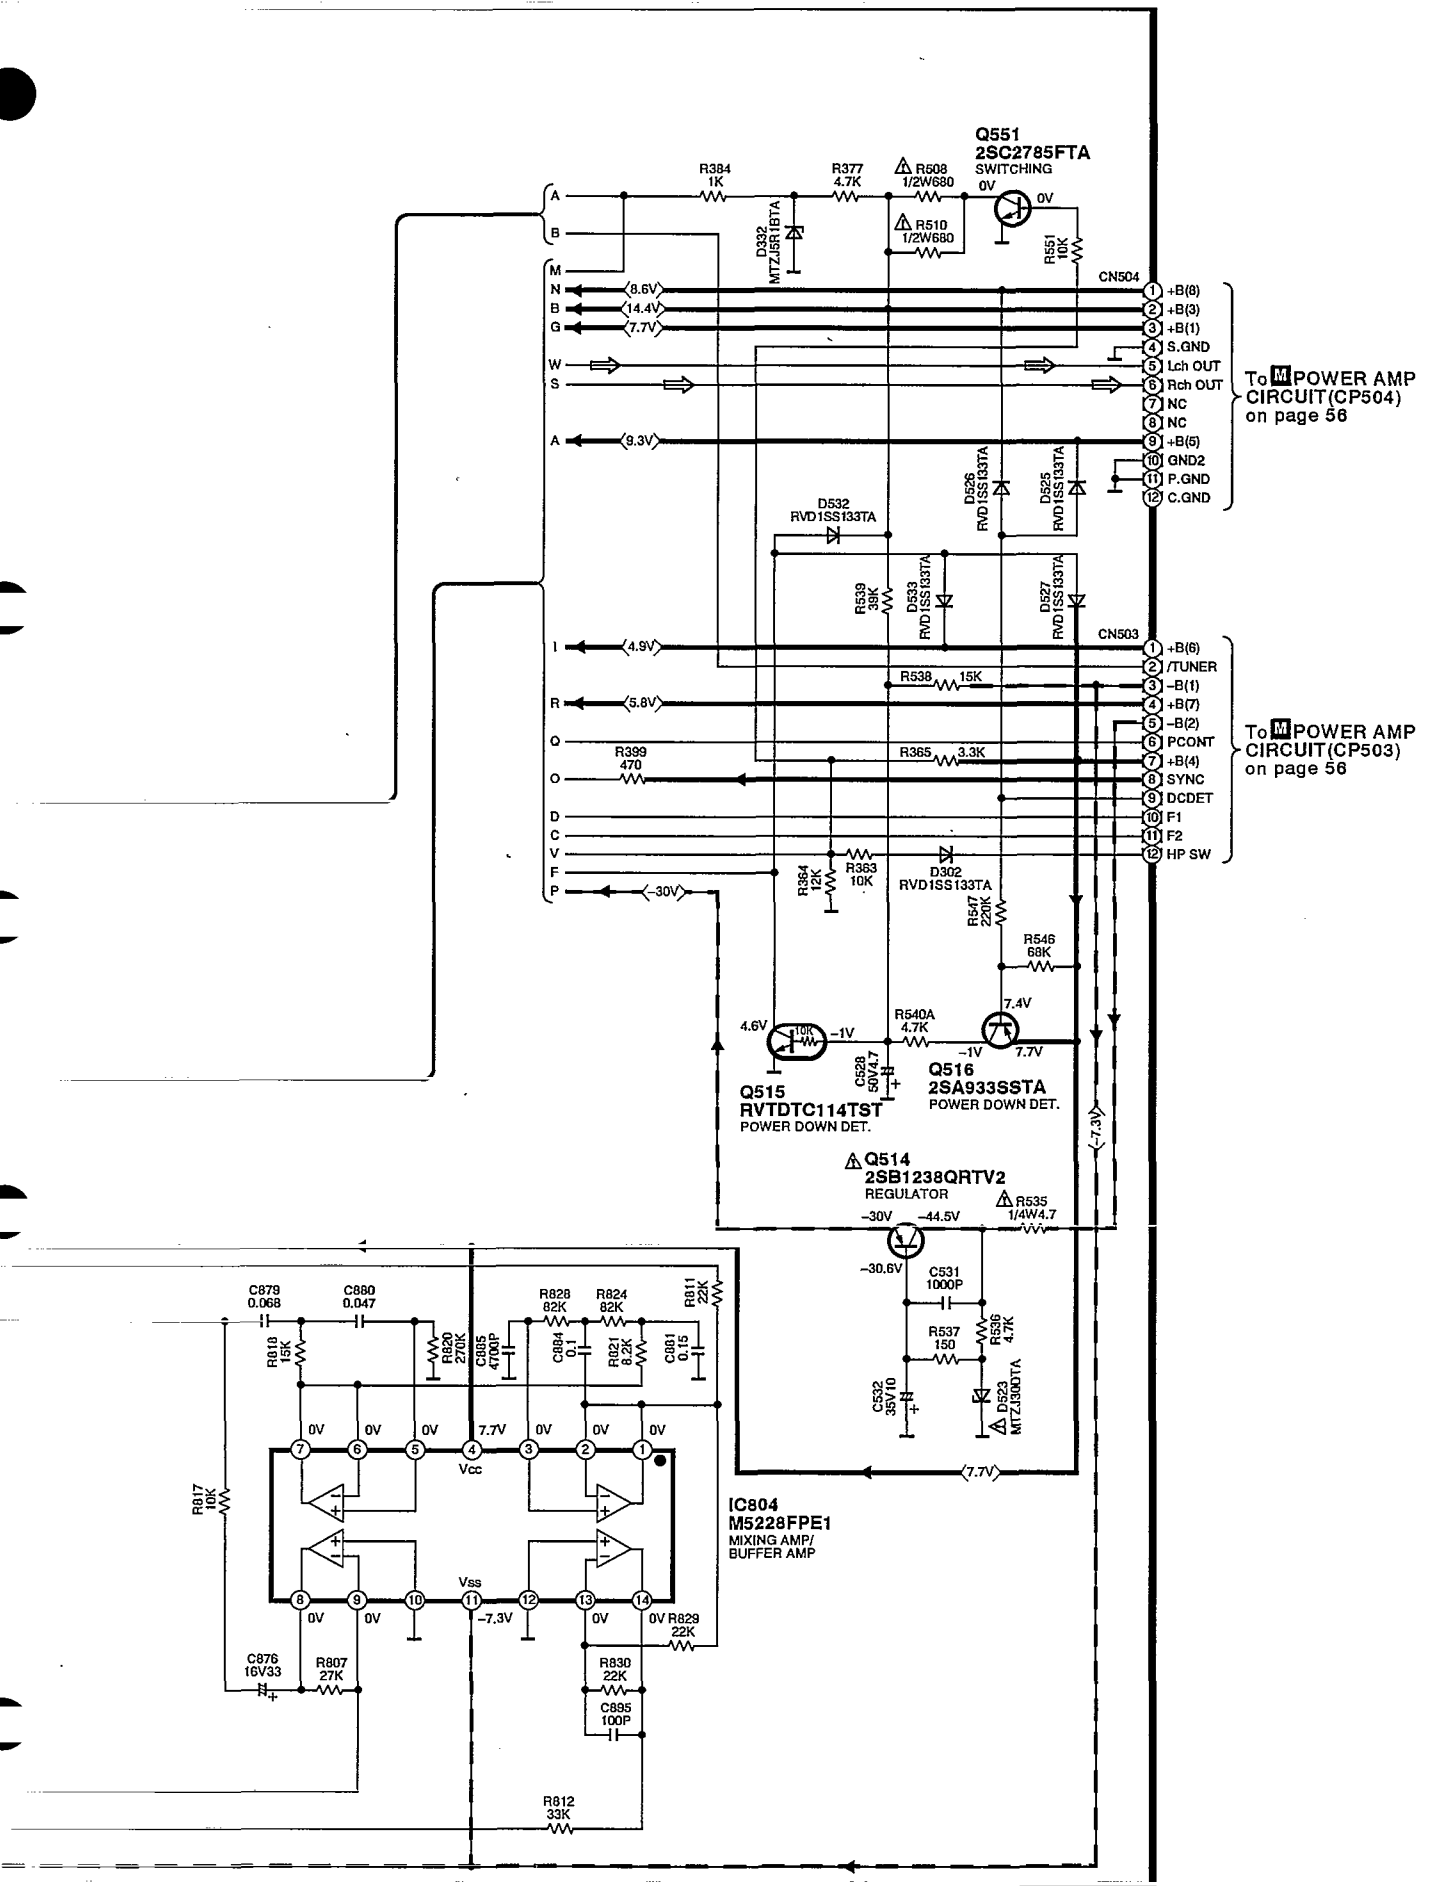 Q551
2SC2785FTA
SWITCHING
0V
0V
R384
1K
R377
4.7K
R508
1/2W680
R510
1/2W680
D332
MTZJ5R1BTA
R551
10K
A
B
M
N
B
G
W
S
A
(8.6V)
(14.4V)
(7.7V)
(9.3V)
CN504
1 +B(8)
2 +B(3)
3 +B(1)
4 S.GND
5 Lch OUT
6 Rch OUT
7 NC
8 NC
9 +B(5)
10 GND2
11 P.GND
12 C.GND
To M POWER AMP
CIRCUIT(CP504)
on page 56
D526
RVD1SS133TA
D525
RVD1SS133TA
D532
RVD1SS133TA
R539
39K
D533
RVD1SS133TA
D527
RVD1SS133TA
I
R
Q
O
D
C
V
F
P
(4.9V)
(5.8V)
(-30V)
R538 15K
R399
470
R365 3.3K
CN503
1 +B(6)
2 /TUNER
3 -B(1)
4 +B(7)
5 -B(2)
6 PCONT
7 +B(4)
8 SYNC
9 DCDET
10 F1
11 F2
12 HP SW
To M POWER AMP
CIRCUIT(CP503)
on page 56
R364
12K
R363
10K
D302
RVD1SS133TA
R547
220K
R546
68K
4.6V
10K
-1V
R540A
4.7K
7.4V
-1V
7.7V
C528
50V4.7
+
Q515
RVTDTC114TST
POWER DOWN DET.
Q516
2SA933SSTA
POWER DOWN DET.
(-7.3V)
Q514
2SB1238QRTV2
REGULATOR
-30V
-44.5V
-30.6V
R535
1/4W4.7
C531
1000P
R536
4.7K
R537
150
C532
35V10
+
D523
MTZJ30DTA
(7.7V)
C879
0.068
C880
0.047
R818
15K
R820
270K
C885
4700P
R828
82K
R824
82K
C884
0.1
R821
8.2K
C881
0.15
R811
22K
0V
0V
0V
7.7V
0V
0V
0V
7
6
5
4
3
2
1
Vcc
R817
10K
IC804
M5228FPE1
MIXING AMP/
BUFFER AMP
Vss
8
9
10
11
12
13
14
0V
0V
-7.3V
0V
0V
R829
22K
C876
16V33
+
R807
27K
R830
22K
C895
100P
R812
33K